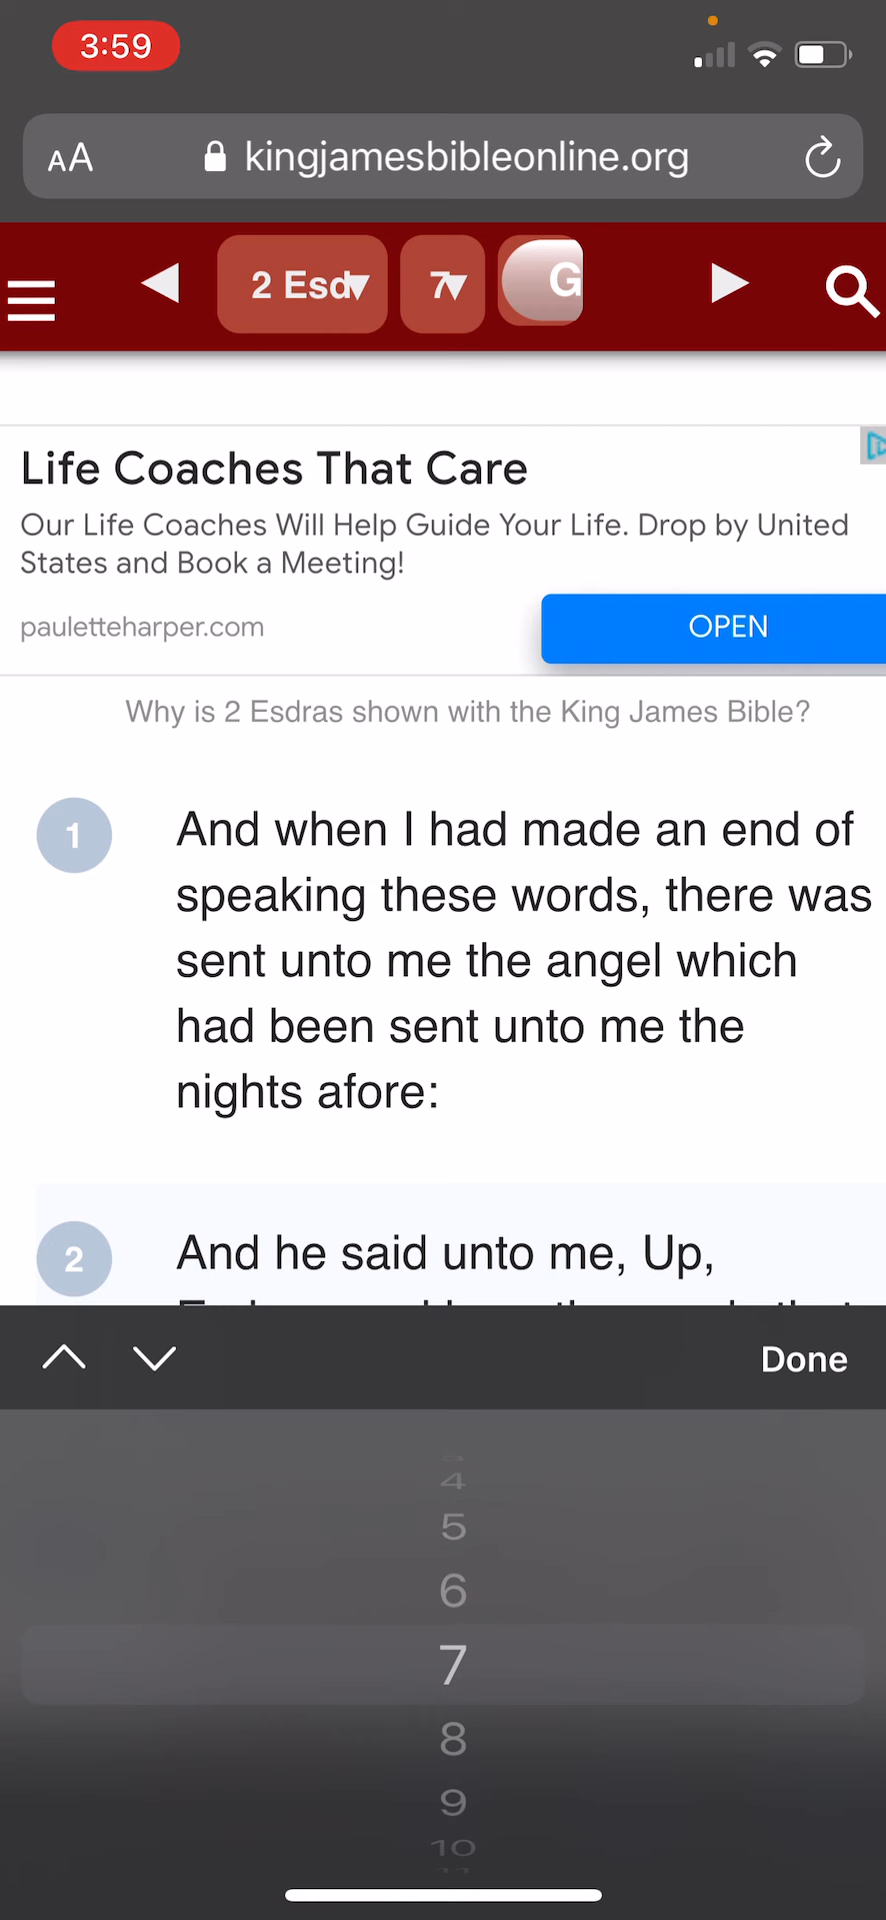 3:59
AA kingjamesbibleonline.org
2 Esd 7 G
Life Coaches That Care
Our Life Coaches Will Help Guide Your Life. Drop by United
States and Book a Meeting!
pauletteharper.com OPEN
Why is 2 Esdras shown with the King James Bible?
1 And when I had made an end of
speaking these words, there was
sent unto me the angel which
had been sent unto me the
nights afore:
2 And he said unto me, Up,
Done
4
5
6
7
8
9
10